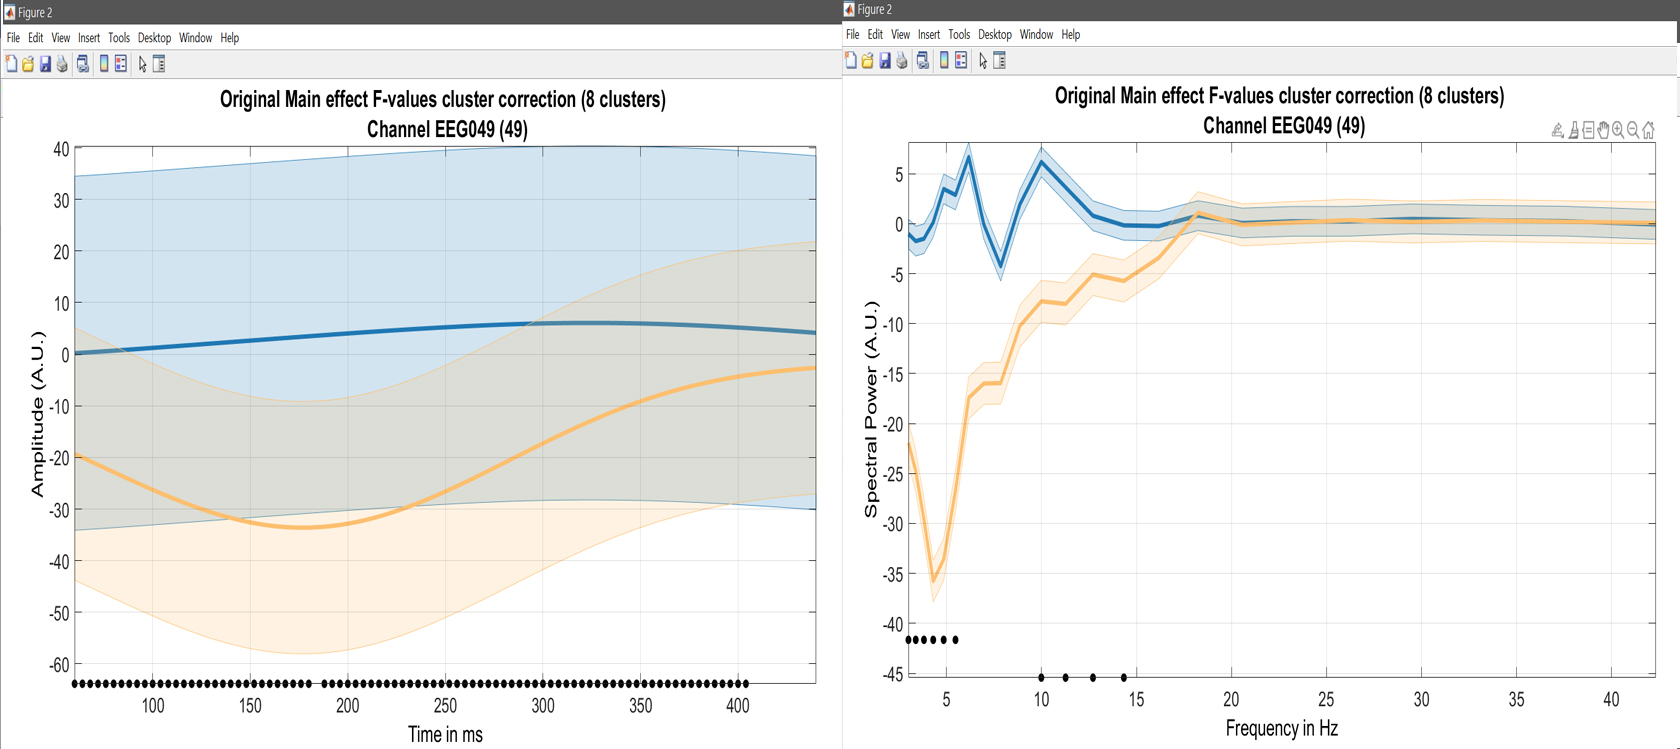 Figure 2
File Edit View Insert Tools Desktop Window Help
Original Main effect F-values cluster correction (8 clusters)
Channel EEG049 (49)
40
30
20
10
0
-10
-20
-30
-40
-50
-60
Amplitude (A.U.)
100 150 200 250 300 350 400
Time in ms
Figure 2
File Edit View Insert Tools Desktop Window Help
Original Main effect F-values cluster correction (8 clusters)
Channel EEG049 (49)
5
0
-5
-10
-15
-20
-25
-30
-35
-40
-45
Spectral Power (A.U.)
5 10 15 20 25 30 35 40
Frequency in Hz